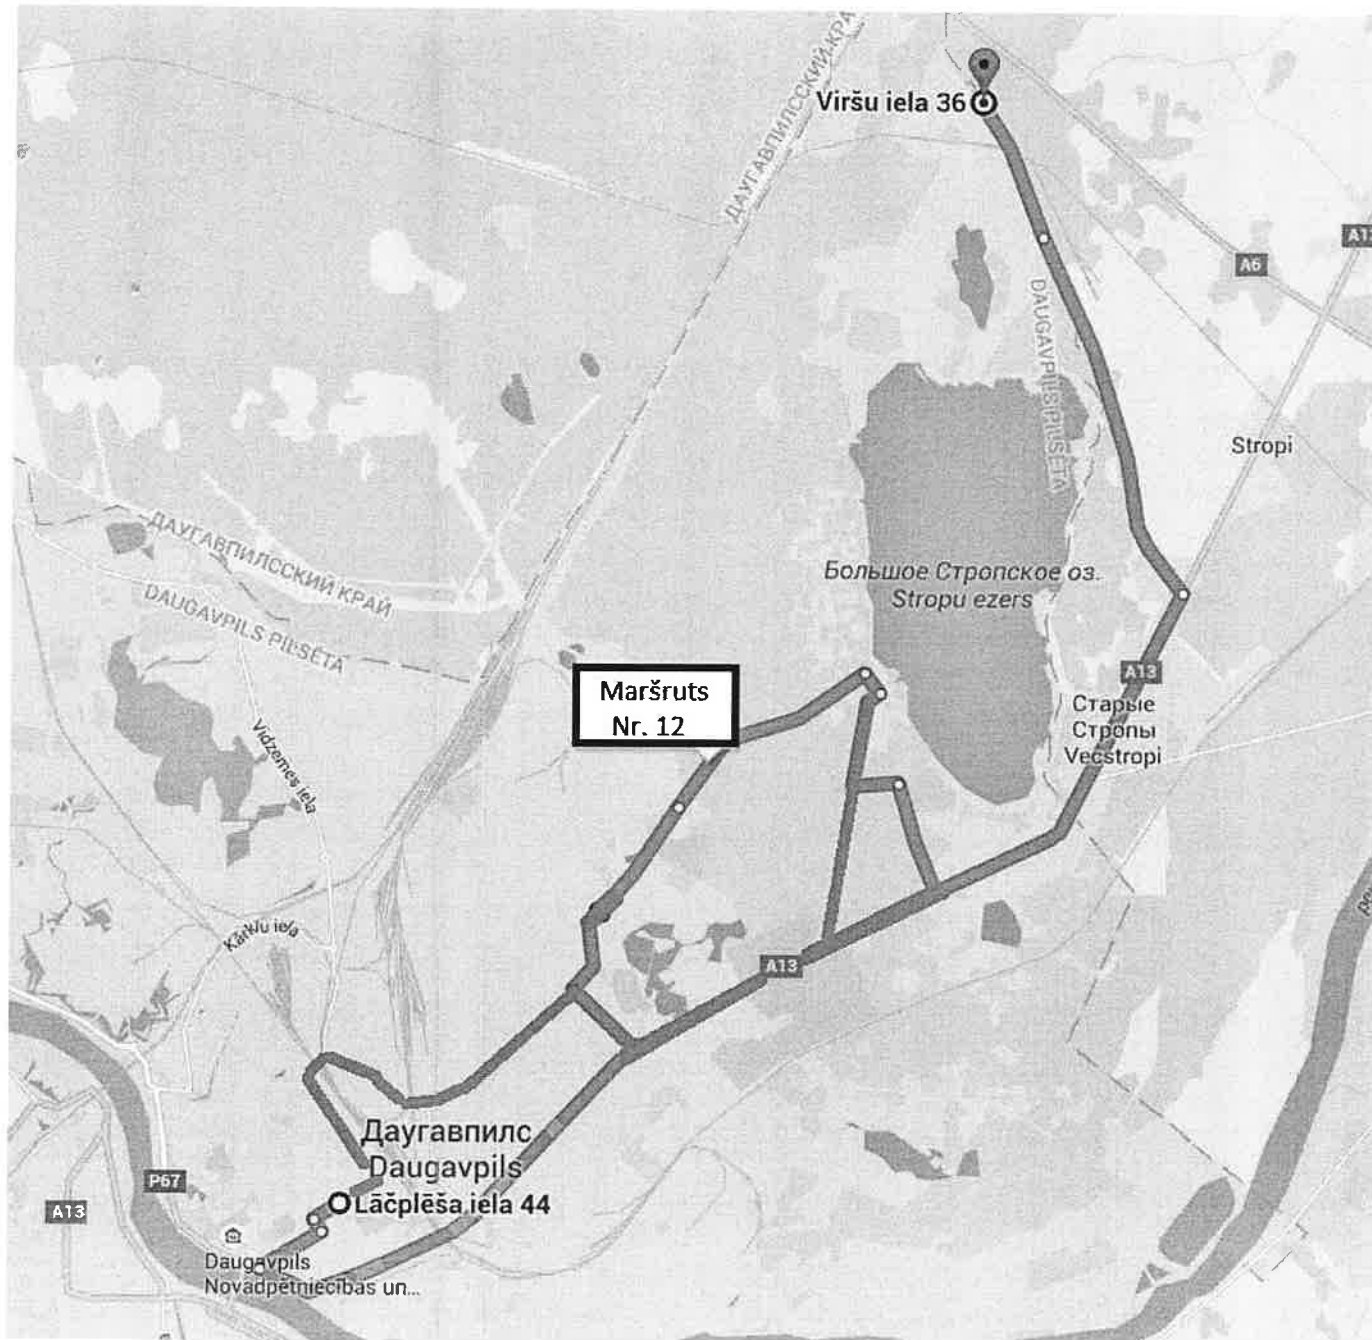 ДАУГАВПИЛССКИЙ КРА
Viršu iela 36
A13
A6
DAUGAVPILS PILSĒTA
Stropi
ДАУГАВПИЛССКИЙ КРАЙ
DAUGAVPILS PILSĒTA
Большое Стропское оз.
Stropu ezers
Maršruts
Nr. 12
A13
Старые
Стропы
Vecstropi
Vidzemes iela
Kārklu iela
A13
Даугавпилс
Daugavpils
P67
A13
Lāčplēša iela 44
Daugavpils
Novadpētniecības un...